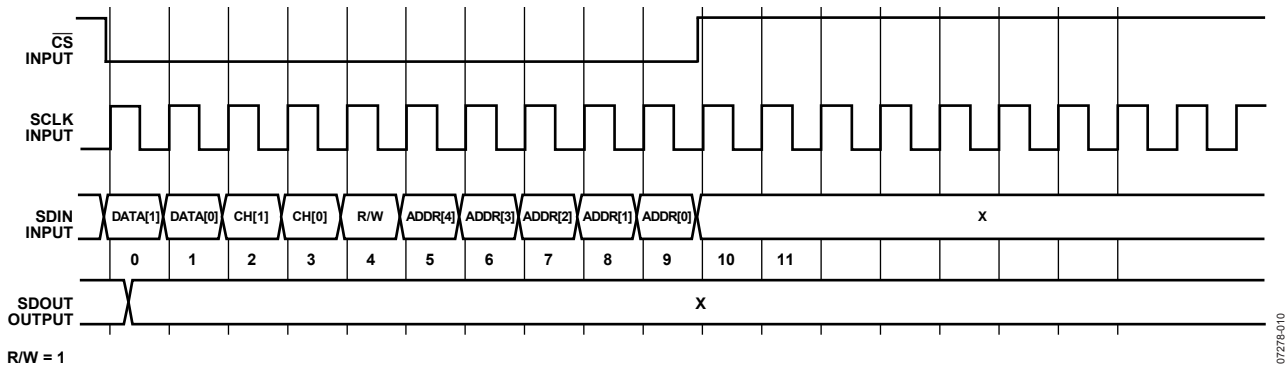 CS
INPUT
SCLK
INPUT
SDIN
INPUT
DATA[1] DATA[0] CH[1] CH[0] R/W ADDR[4] ADDR[3] ADDR[2] ADDR[1] ADDR[0] X
0 1 2 3 4 5 6 7 8 9 10 11
SDOUT
OUTPUT
X
R/W = 1
07278-010